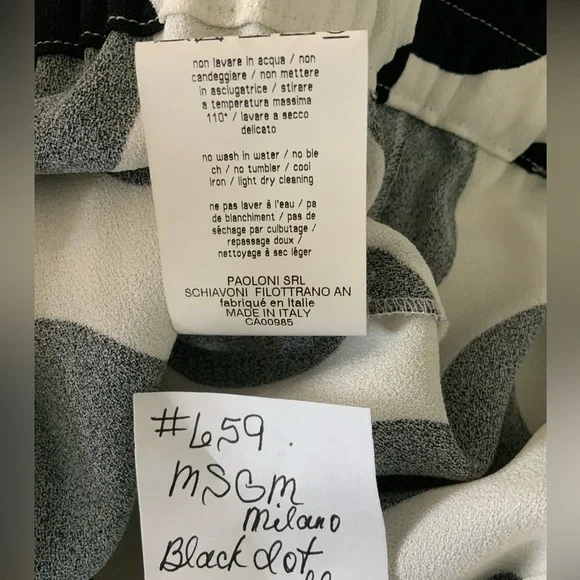 non lavare in acqua / non
candeggiare / non mettere
in asciugatrice / stirare
a temperatura massima
110° / lavare a secco
delicato
no wash in water / no ble
ch / no tumbler / cool
iron / light dry cleaning
ne pas laver à l'eau / pa
de blanchiment / pas de
séchage par culbutage /
repassage doux /
nettoyage à sec léger
PAOLONI SRL
SCHIAVONI FILOTTRANO AN
fabriqué en Italie
MADE IN ITALY
CA00985
#659.
MSGM
Milano
Black dot